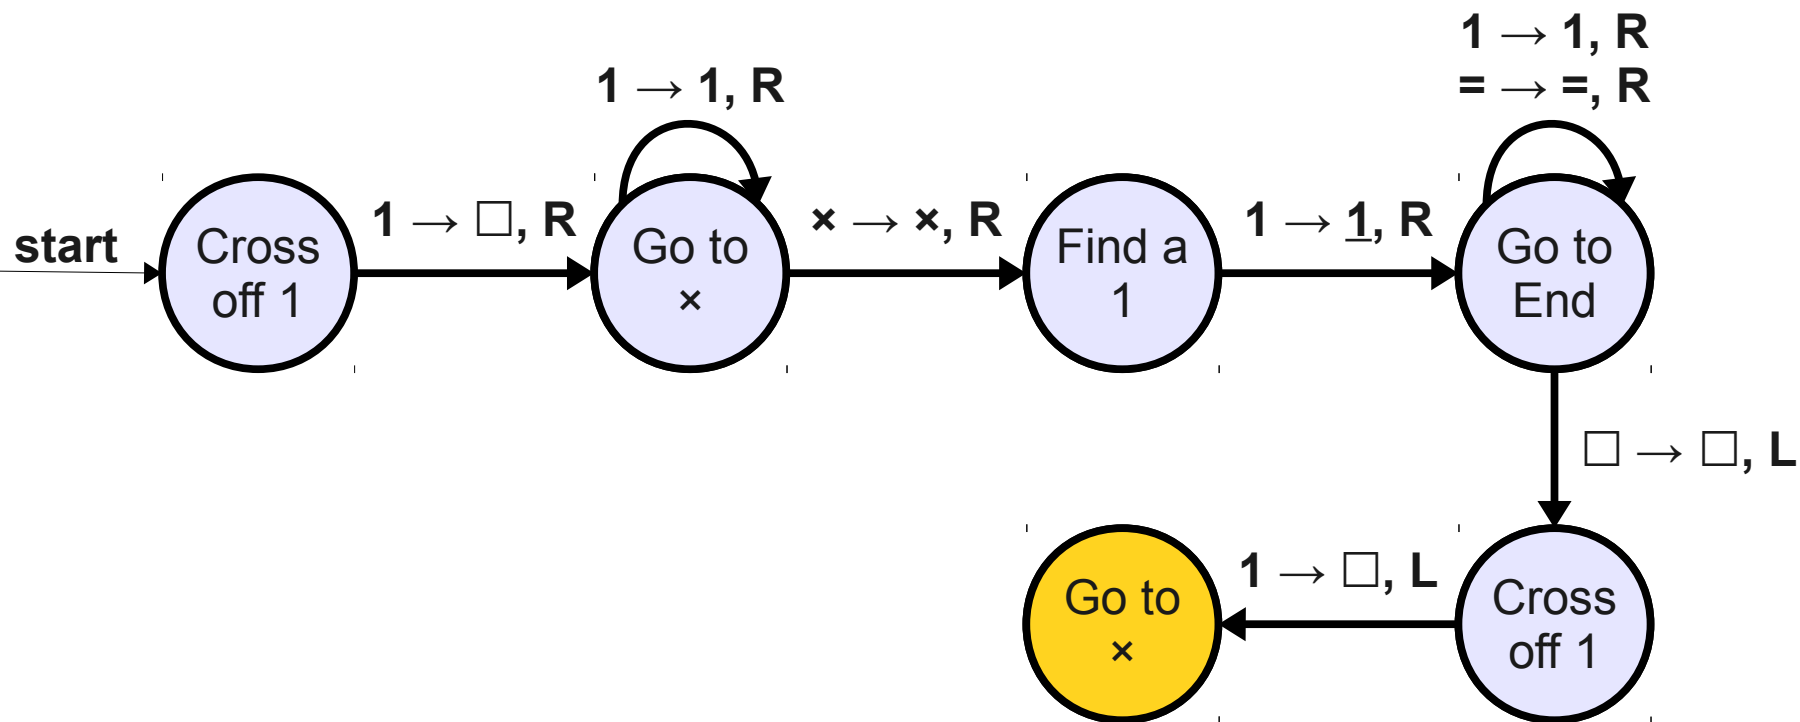 1 → 1, R
= → =, R
1 → 1, R
start
Cross
off 1
1 → □, R
Go to
×
× → ×, R
Find a
1
1 → 1̲, R
Go to
End
□ → □, L
Go to
×
1 → □, L
Cross
off 1